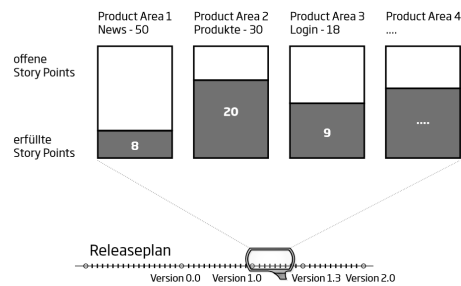 Product Area 1 Product Area 2 Product Area 3 Product Area 4
News - 50 Produkte - 30 Login - 18 ....
offene
Story Points
20
....
9
8
erfüllte
Story Points
Releaseplan
Version 0.0 Version 1.0 Version 1.3 Version 2.0